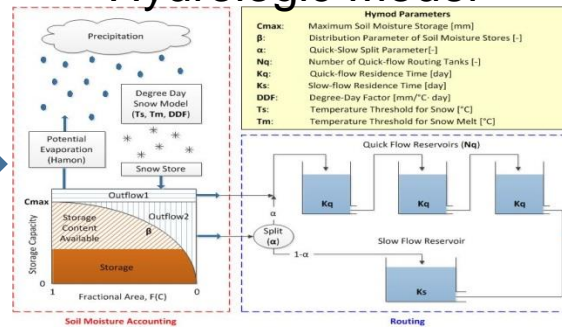 Hydrologic Model
Precipitation
Degree Day
Snow Model
(Ts, Tm, DDF)
Potential
Evaporation
(Hamon)
Snow Store
Outflow1
Cmax
Outflow2
Storage
Content
Available
β
Storage
Storage Capacity
1
0
Fractional Area, F(C)
Soil Moisture Accounting
Hymod Parameters
Cmax: Maximum Soil Moisture Storage [mm]
β: Distribution Parameter of Soil Moisture Stores [-]
α: Quick-Slow Split Parameter[-]
Nq: Number of Quick-flow Routing Tanks [-]
Kq: Quick-flow Residence Time [day]
Ks: Slow-flow Residence Time [day]
DDF: Degree-Day Factor [mm/°C- day]
Ts: Temperature Threshold for Snow [°C]
Tm: Temperature Threshold for Snow Melt [°C]
Quick Flow Reservoirs (Nq)
Kq
Kq
Kq
α
Split
(α)
1-α
Slow Flow Reservoir
Ks
Routing